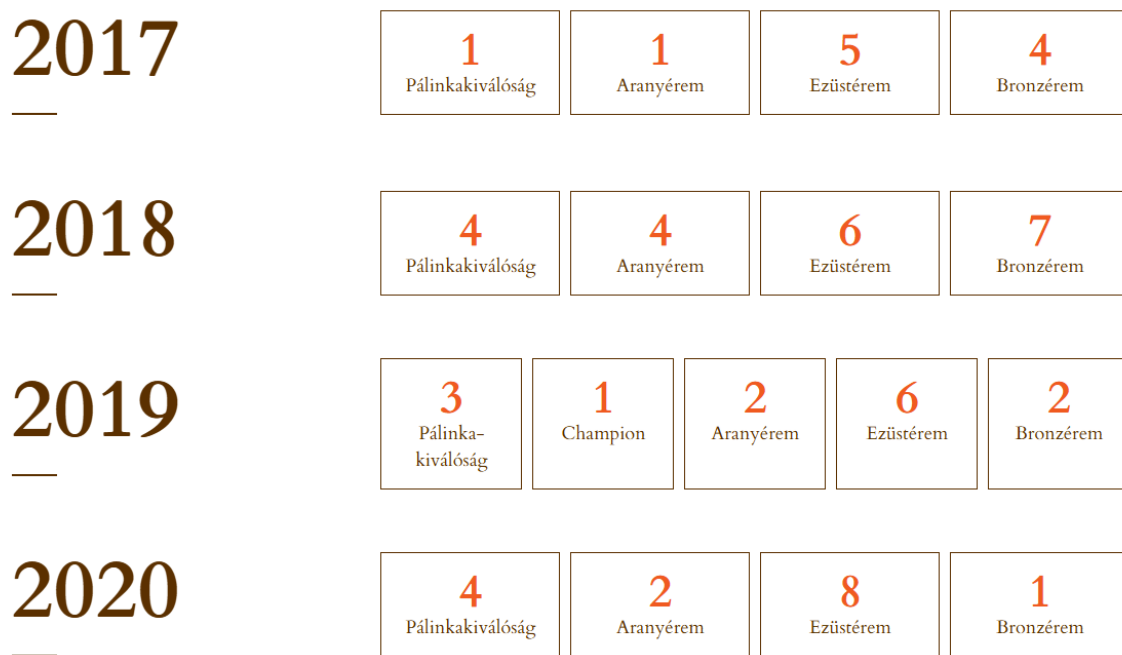 2017
1
Pálinkakiválóság
1
Aranyérem
5
Ezüstérem
4
Bronzérem
2018
4
Pálinkakiválóság
4
Aranyérem
6
Ezüstérem
7
Bronzérem
2019
3
Pálinka-
kiválóság
1
Champion
2
Aranyérem
6
Ezüstérem
2
Bronzérem
2020
4
Pálinkakiválóság
2
Aranyérem
8
Ezüstérem
1
Bronzérem